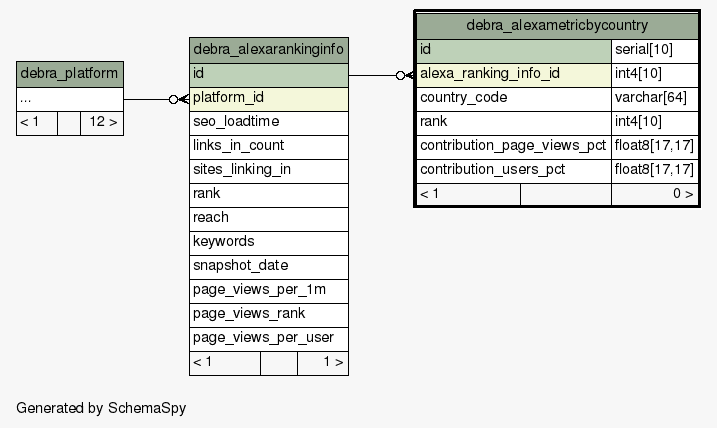 debra_platform
...
< 1 12 >
debra_alexarankinginfo
id
platform_id
seo_loadtime
links_in_count
sites_linking_in
rank
reach
keywords
snapshot_date
page_views_per_1m
page_views_rank
page_views_per_user
< 1 1 >
debra_alexametricbycountry
id serial[10]
alexa_ranking_info_id int4[10]
country_code varchar[64]
rank int4[10]
contribution_page_views_pct float8[17,17]
contribution_users_pct float8[17,17]
< 1 0 >
Generated by SchemaSpy